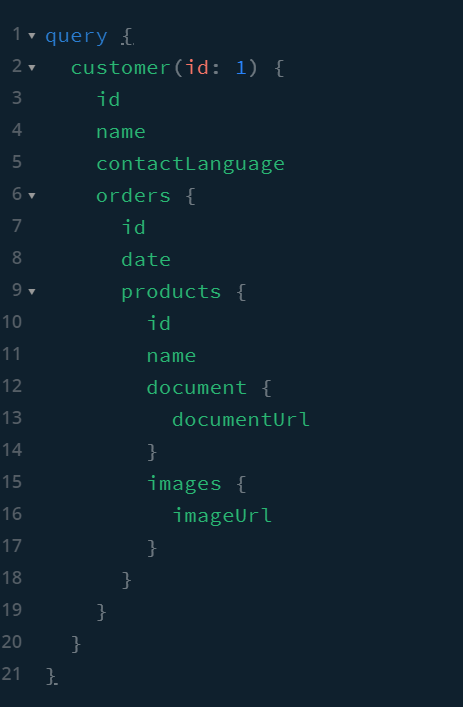 1 query {
2   customer(id: 1) {
3     id
4     name
5     contactLanguage
6     orders {
7       id
8       date
9       products {
10         id
11         name
12         document {
13           documentUrl
14         }
15         images {
16           imageUrl
17         }
18       }
19     }
20   }
21 }